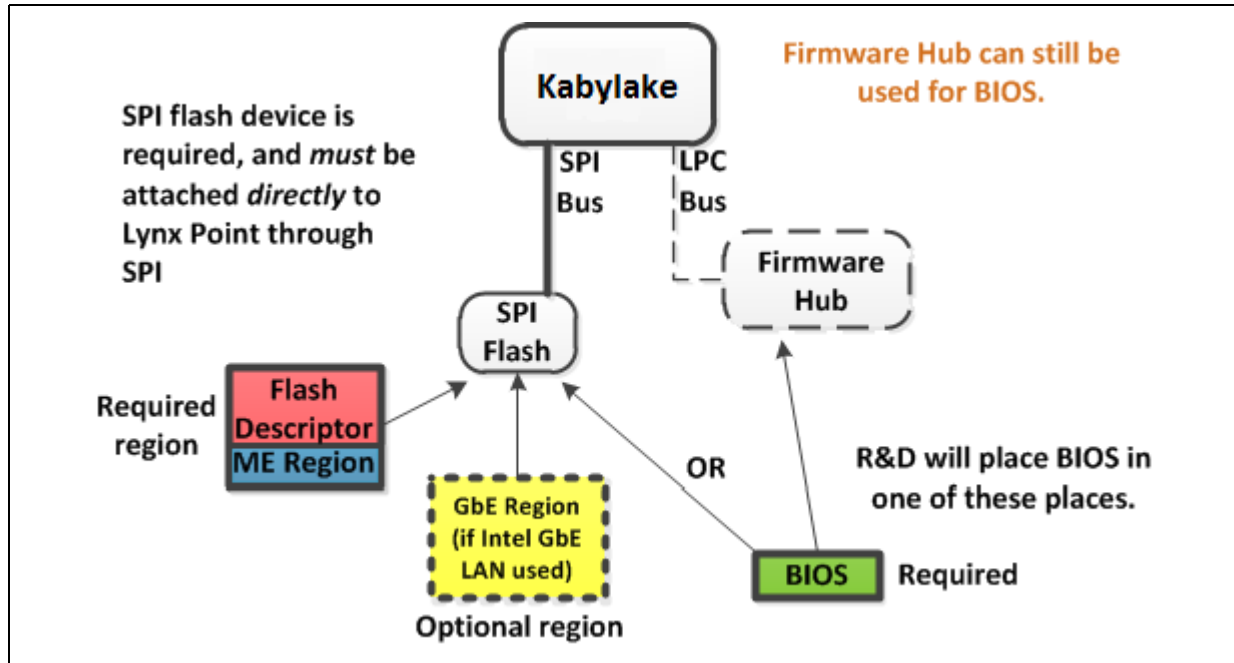 Kabylake
Firmware Hub can still be
used for BIOS.
SPI flash device is
required, and must be
attached directly to
Lynx Point through
SPI
SPI
Bus
LPC
Bus
Firmware
Hub
SPI
Flash
Required
region
Flash
Descriptor
ME Region
OR
R&D will place BIOS in
one of these places.
GbE Region
(if Intel GbE
LAN used)
Optional region
BIOS
Required